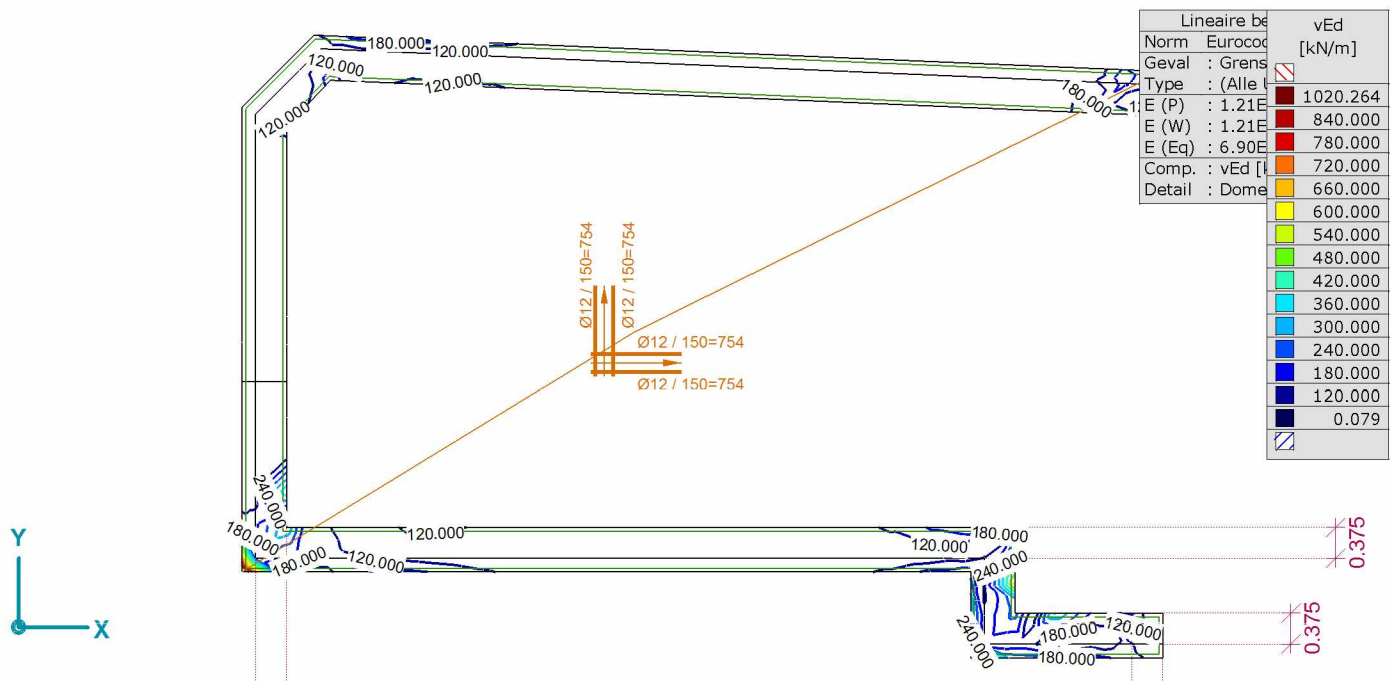 180.000
120.000
120.000
120.000
120.000
180.000
Lineaire be
Norm Eurocod
Geval : Grens
Type : (Alle
E (P) : 1.21E
E (W) : 1.21E
E (Eq) : 6.90E
Comp. : vEd [
Detail : Dome
vEd
[kN/m]
1020.264
840.000
780.000
720.000
660.000
600.000
540.000
480.000
420.000
360.000
300.000
240.000
180.000
120.000
0.079
Ø12 / 150=754
Ø12 / 150=754
Ø12 / 150=754
Ø12 / 150=754
240.000
180.000
180.000
120.000
120.000
180.000
120.000
240.000
240.000
180.000
120.000
180.000
0.375
0.375
Y
X